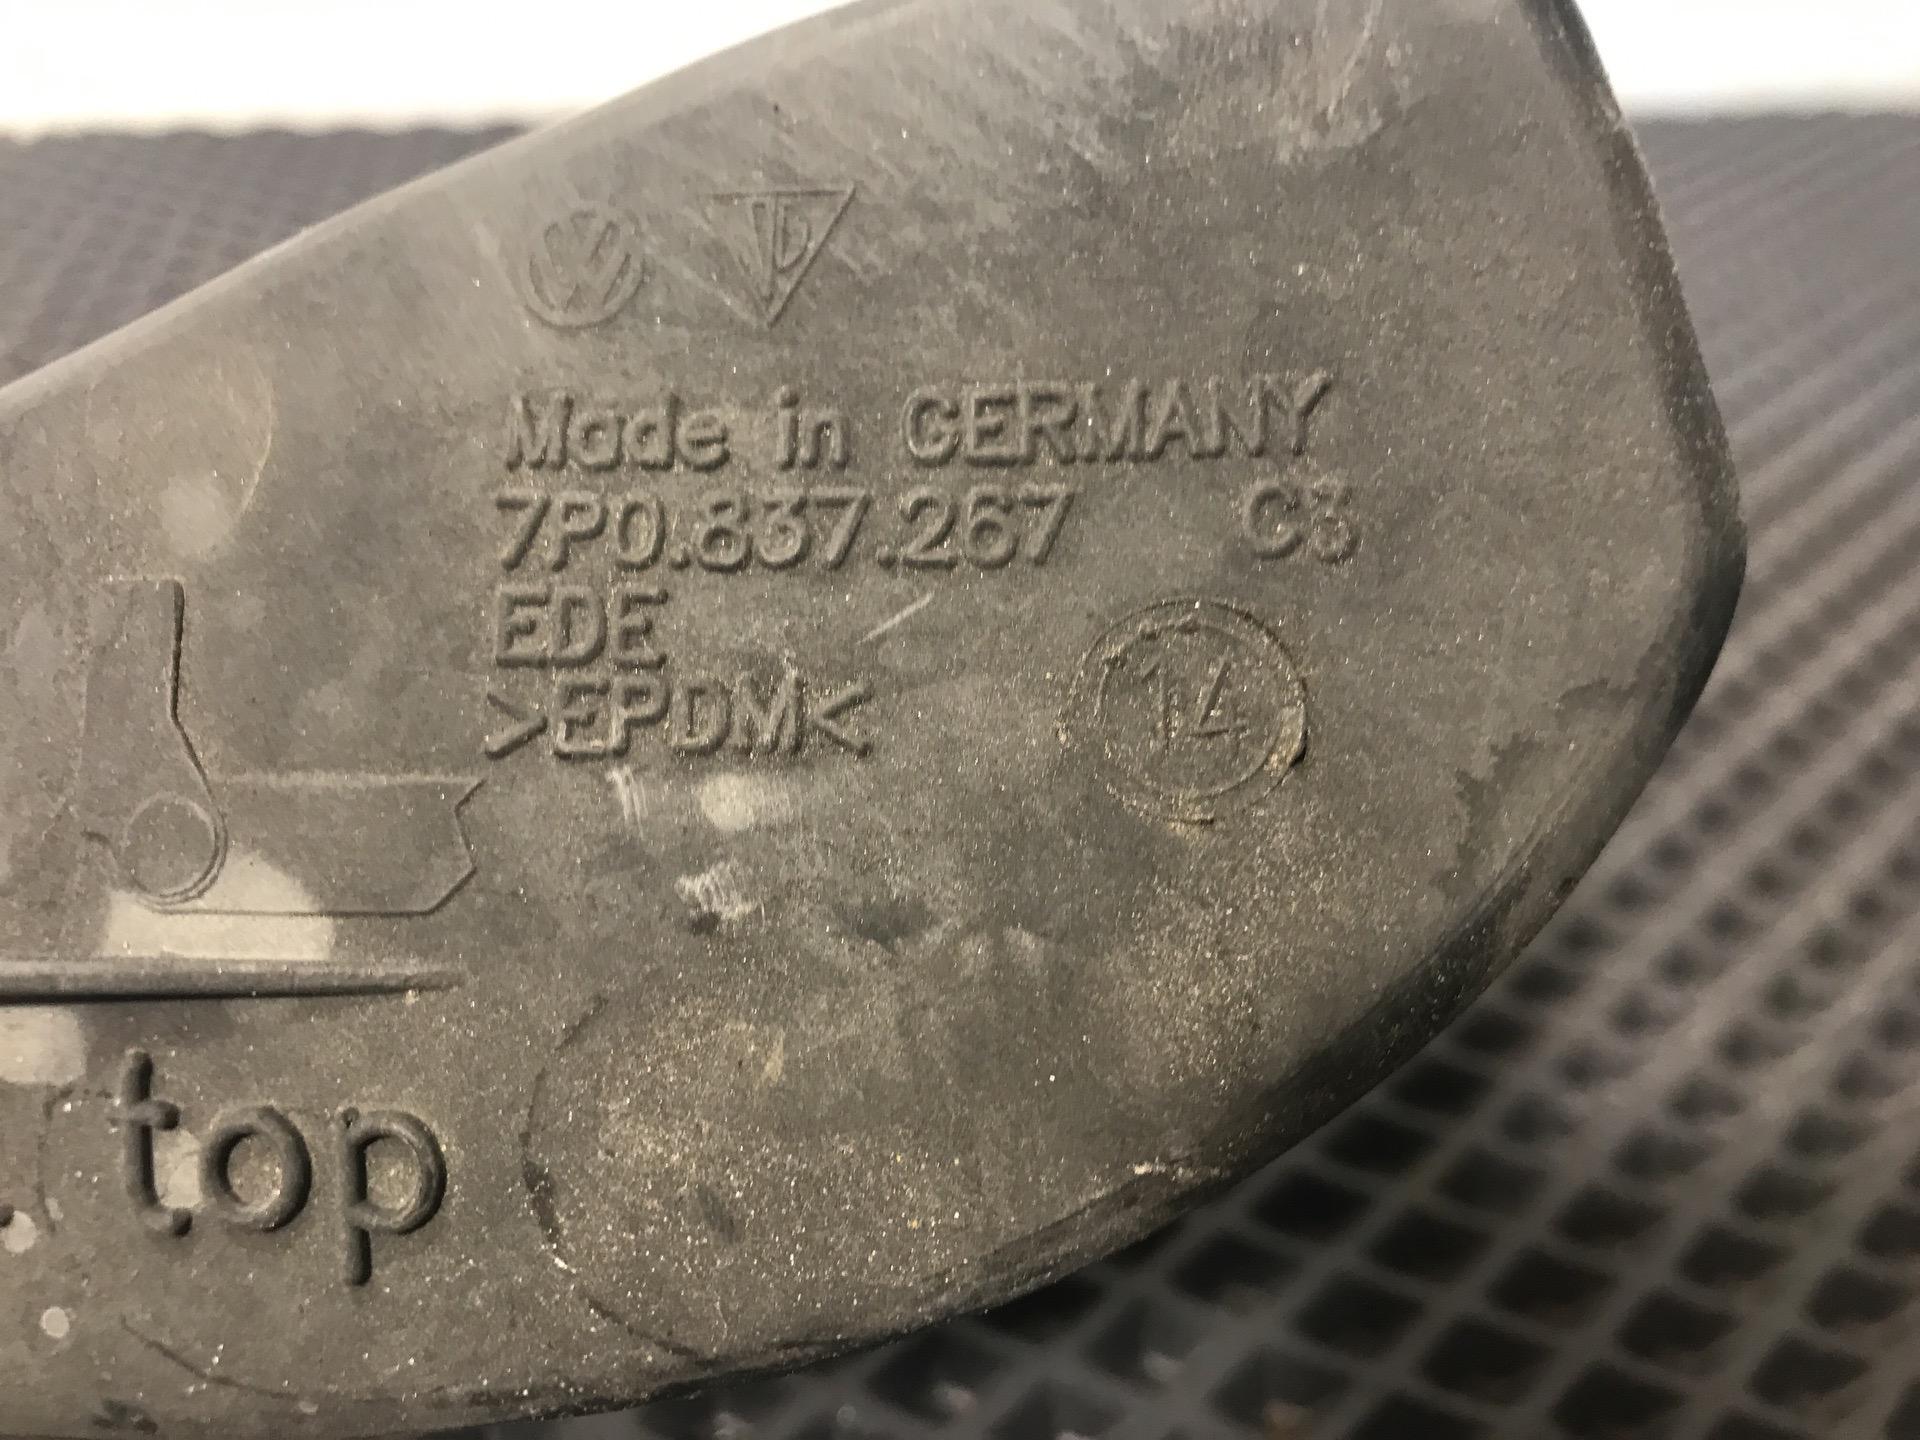 Made in GERMANY
7P0.837.267 C3
EDE
>EPDM<
14
top